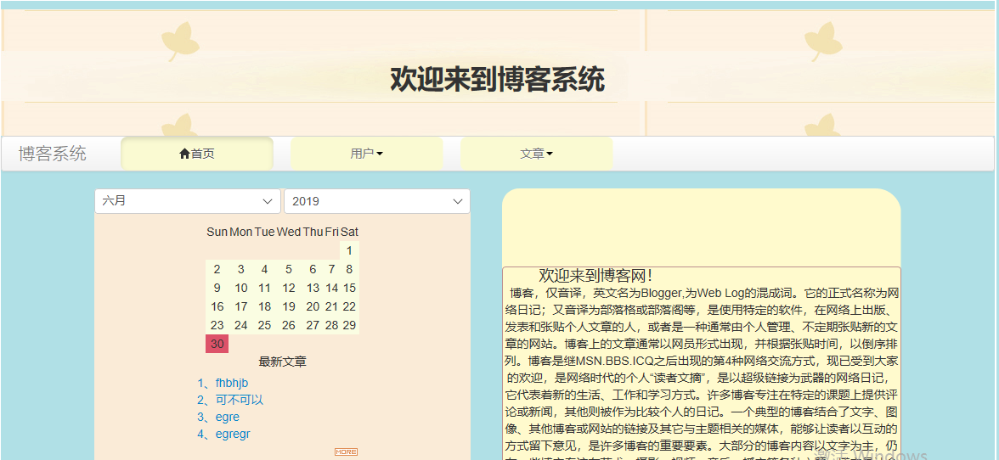 欢迎来到博客系统
博客系统 首页 用户 文章
六月 2019
Sun Mon Tue Wed Thu Fri Sat
1
2 3 4 5 6 7 8
9 10 11 12 13 14 15
16 17 18 19 20 21 22
23 24 25 26 27 28 29
30
最新文章
1、fhbhjb
2、可不可以
3、egre
4、egregr
MORE
欢迎来到博客网!
博客，仅音译，英文名为Blogger,为Web Log的混成词。它的正式名称为网
络日记；又音译为部落格或部落阁等，是使用特定的软件，在网络上出版、
发表和张贴个人文章的人，或者是一种通常由个人管理、不定期张贴新的文
章的网站。博客上的文章通常以网员形式出现，并根据张贴时间，以倒序排
列。博客是继MSN.BBS.ICQ之后出现的第4种网络交流方式，现已受到大家
的欢迎，是网络时代的个人“读者文摘”，是以超级链接为武器的网络日记，
它代表着新的生活、工作和学习方式。许多博客专注在特定的课题上提供评
论或新闻，其他则被作为比较个人的日记。一个典型的博客结合了文字、图
像、其他博客或网站的链接及其它与主题相关的媒体，能够让读者以互动的
方式留下意见，是许多博客的重要要素。大部分的博客内容以文字为主，仍
激活 Windows